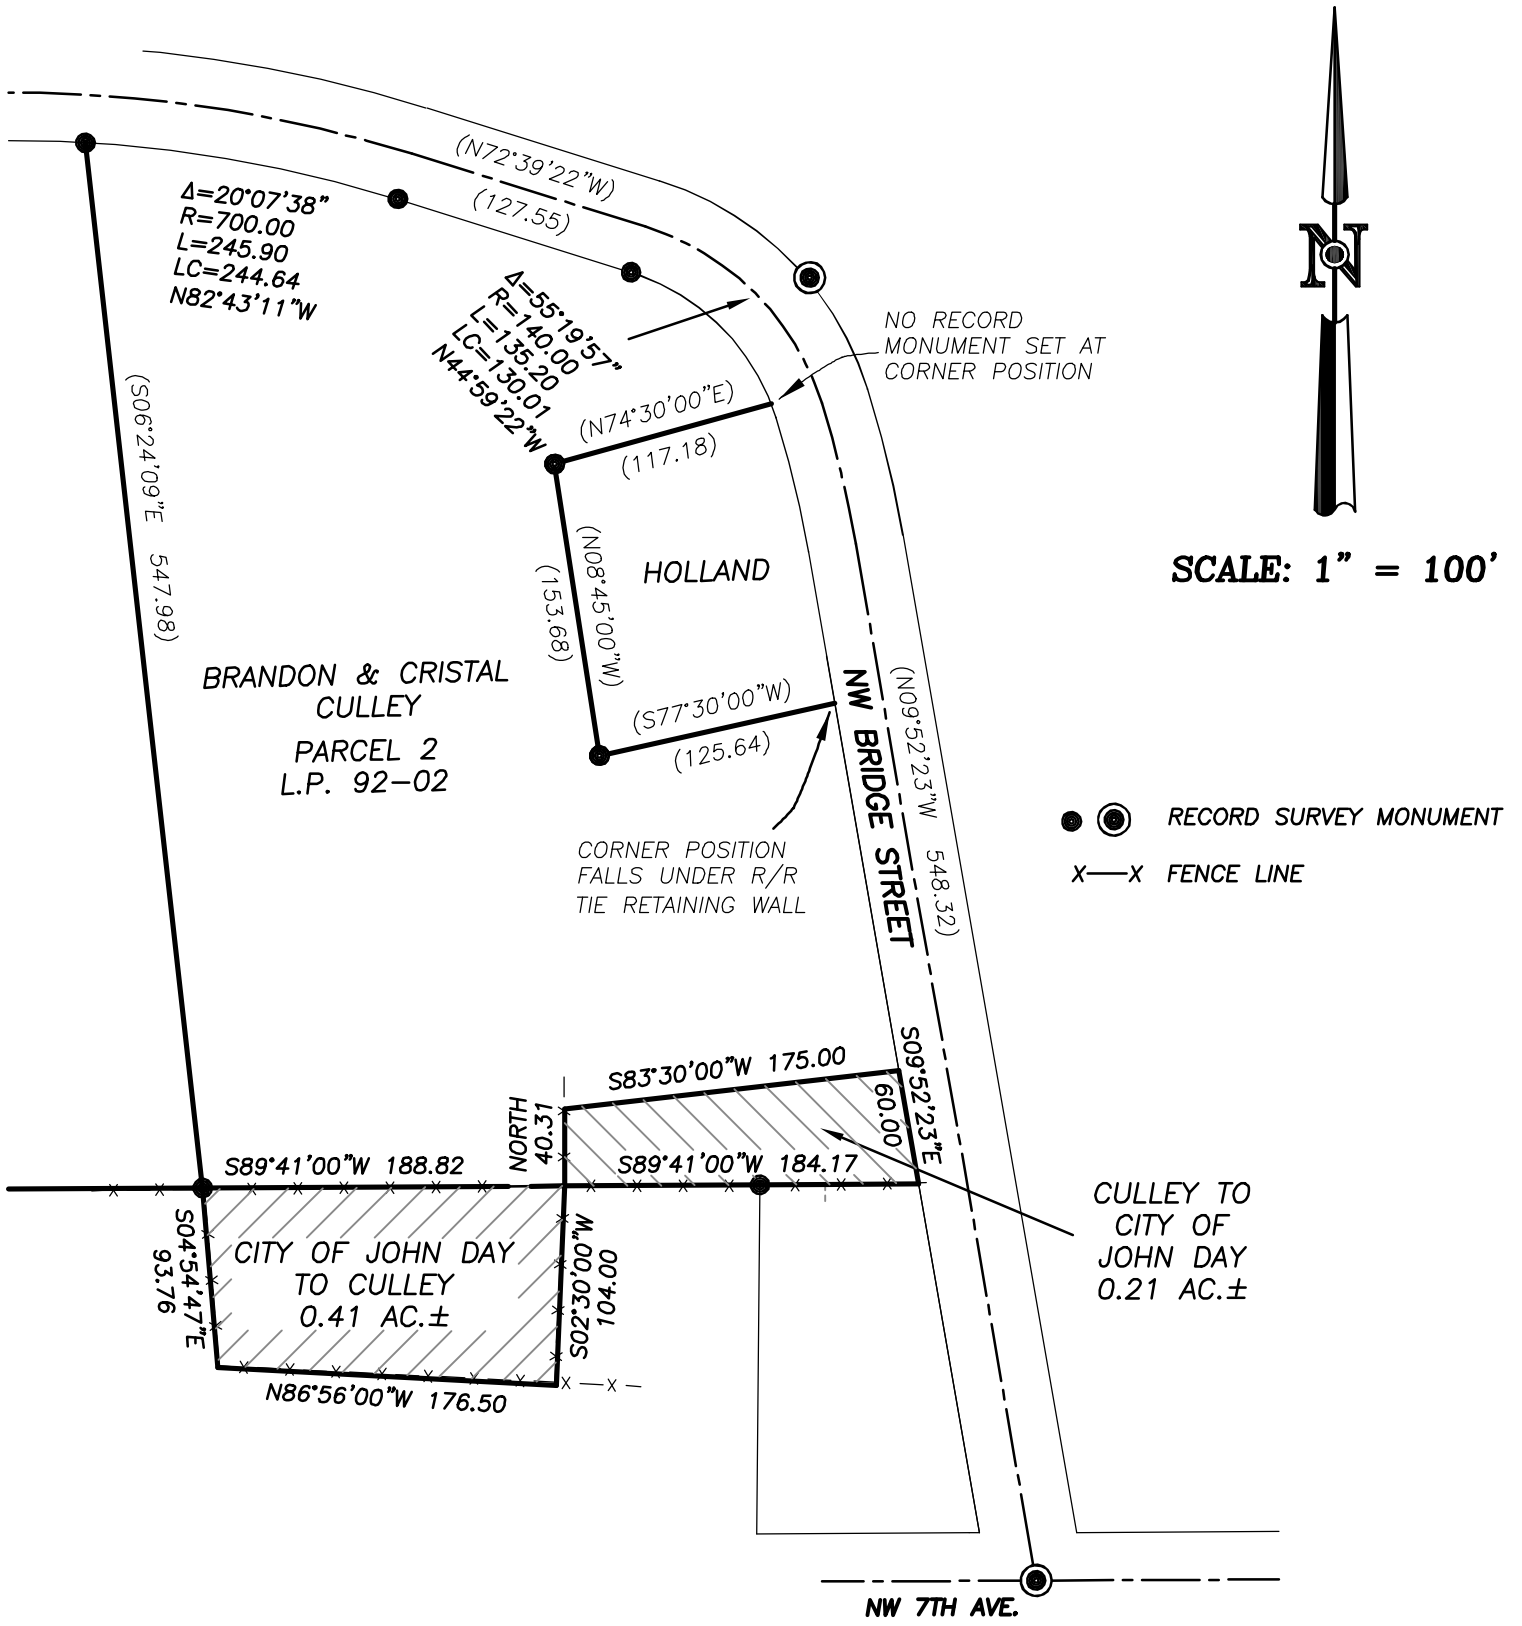 (N72°39'22"W)
(127.55)
Δ=20°07'38"
R=700.00
L=245.90
LC=244.64
N82°43'11"W
Δ=55°19'57"
R=140.00
L=135.20
LC=130.01
N44°59'22"W
N
NO RECORD
MONUMENT SET AT
CORNER POSITION
(S06°24'09"E 547.98)
(N74°30'00"E)
(117.18)
SCALE: 1" = 100'
HOLLAND
(N08°45'00"W)
(153.68)
BRANDON & CRISTAL
CULLEY
PARCEL 2
L.P. 92-02
(S77°30'00"W)
(125.64)
NW BRIDGE STREET
(N09°52'23"W 548.32)
RECORD SURVEY MONUMENT
X—X FENCE LINE
CORNER POSITION
FALLS UNDER R/R
TIE RETAINING WALL
S83°30'00"W 175.00
S09°52'23"E
60.00
NORTH
40.31
S89°41'00"W 188.82
S89°41'00"W 184.17
CULLEY TO
CITY OF
JOHN DAY
0.21 AC.±
S04°54'47"E
93.76
CITY OF JOHN DAY
TO CULLEY
0.41 AC.±
S02°30'00"W
104.00
N86°56'00"W 176.50
NW 7TH AVE.